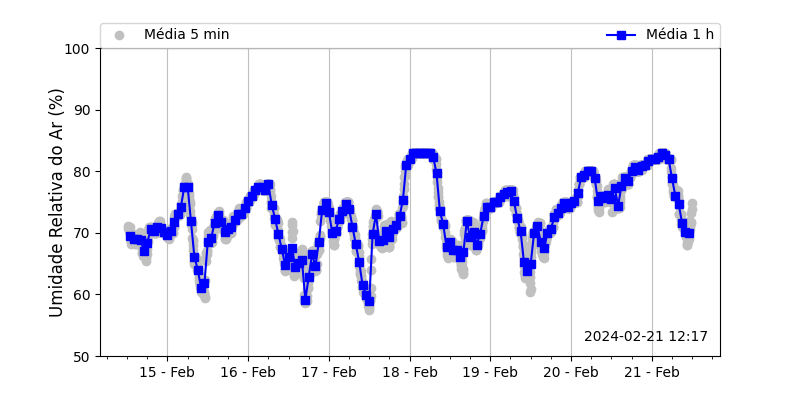 Média 5 min
Média 1 h
Umidade Relativa do Ar (%)
100
90
80
70
60
50
2024-02-21 12:17
15 - Feb
16 - Feb
17 - Feb
18 - Feb
19 - Feb
20 - Feb
21 - Feb